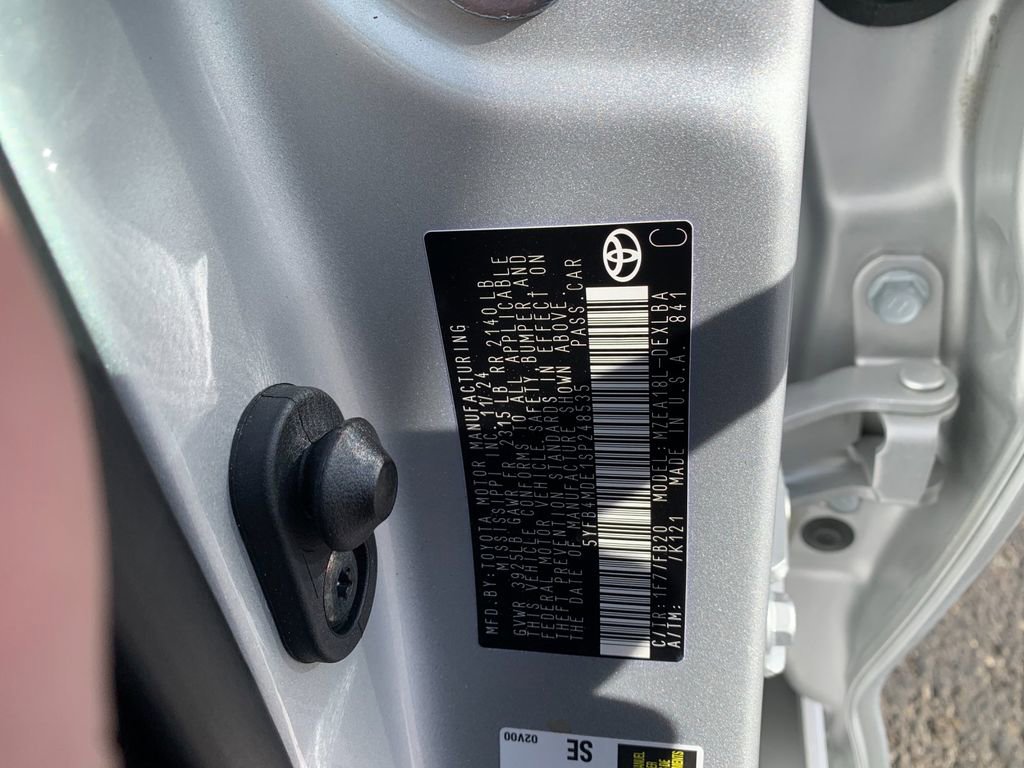 MFD. BY:TOYOTA MOTOR MANUFACTURING
MISSISSIPPI INC. 11/24
GVWR 3925LB GAWR FR 2315 LB RR 2140LB
THIS VEHICLE CONFORMS TO ALL APPLICABLE
FEDERAL MOTOR VEHICLE SAFETY,BUMPER,AND
THEFT PREVENTION STANDARDS IN EFFECT ON
THE DATE OF MANUFACTURE SHOWN ABOVE.
5YFB4MDE1SP248535 PASS.CAR
C/TR:1F7/FB20 MODEL:MZEA18L-DEXLBA
A/TM: /K121 MADE IN U.S.A. 841
C
02V00
SE